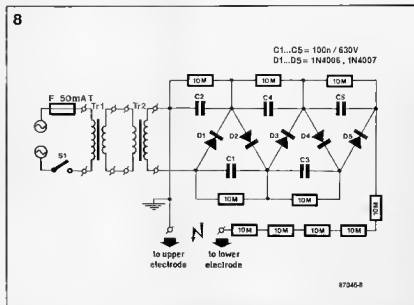 8
C1...C5 = 100n / 630V
D1...D5 = 1N4006, 1N4007
10M 10M 10M
F 50mA T
Tr1 Tr2
C2 C4 C5
D1 D2 D3 D4 D5
S1
C1 C3
10M 10M
10M
10M 10M 10M 10M
to upper electrode
to lower electrode
87046-8